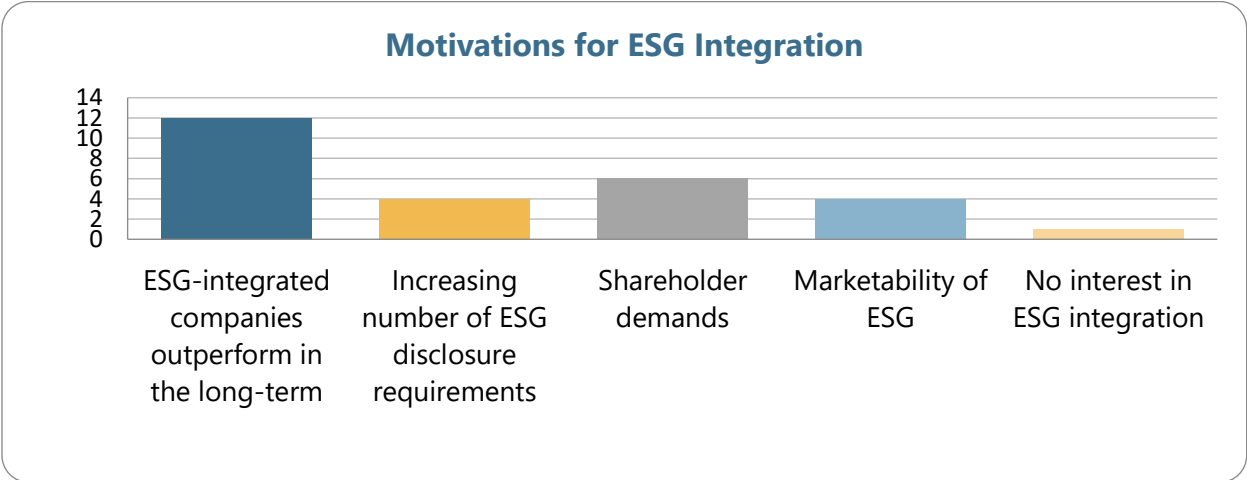 Motivations for ESG Integration
14
12
10
8
6
4
2
0
ESG-integrated
companies
outperform in
the long-term
Increasing
number of ESG
disclosure
requirements
Shareholder
demands
Marketability of
ESG
No interest in
ESG integration